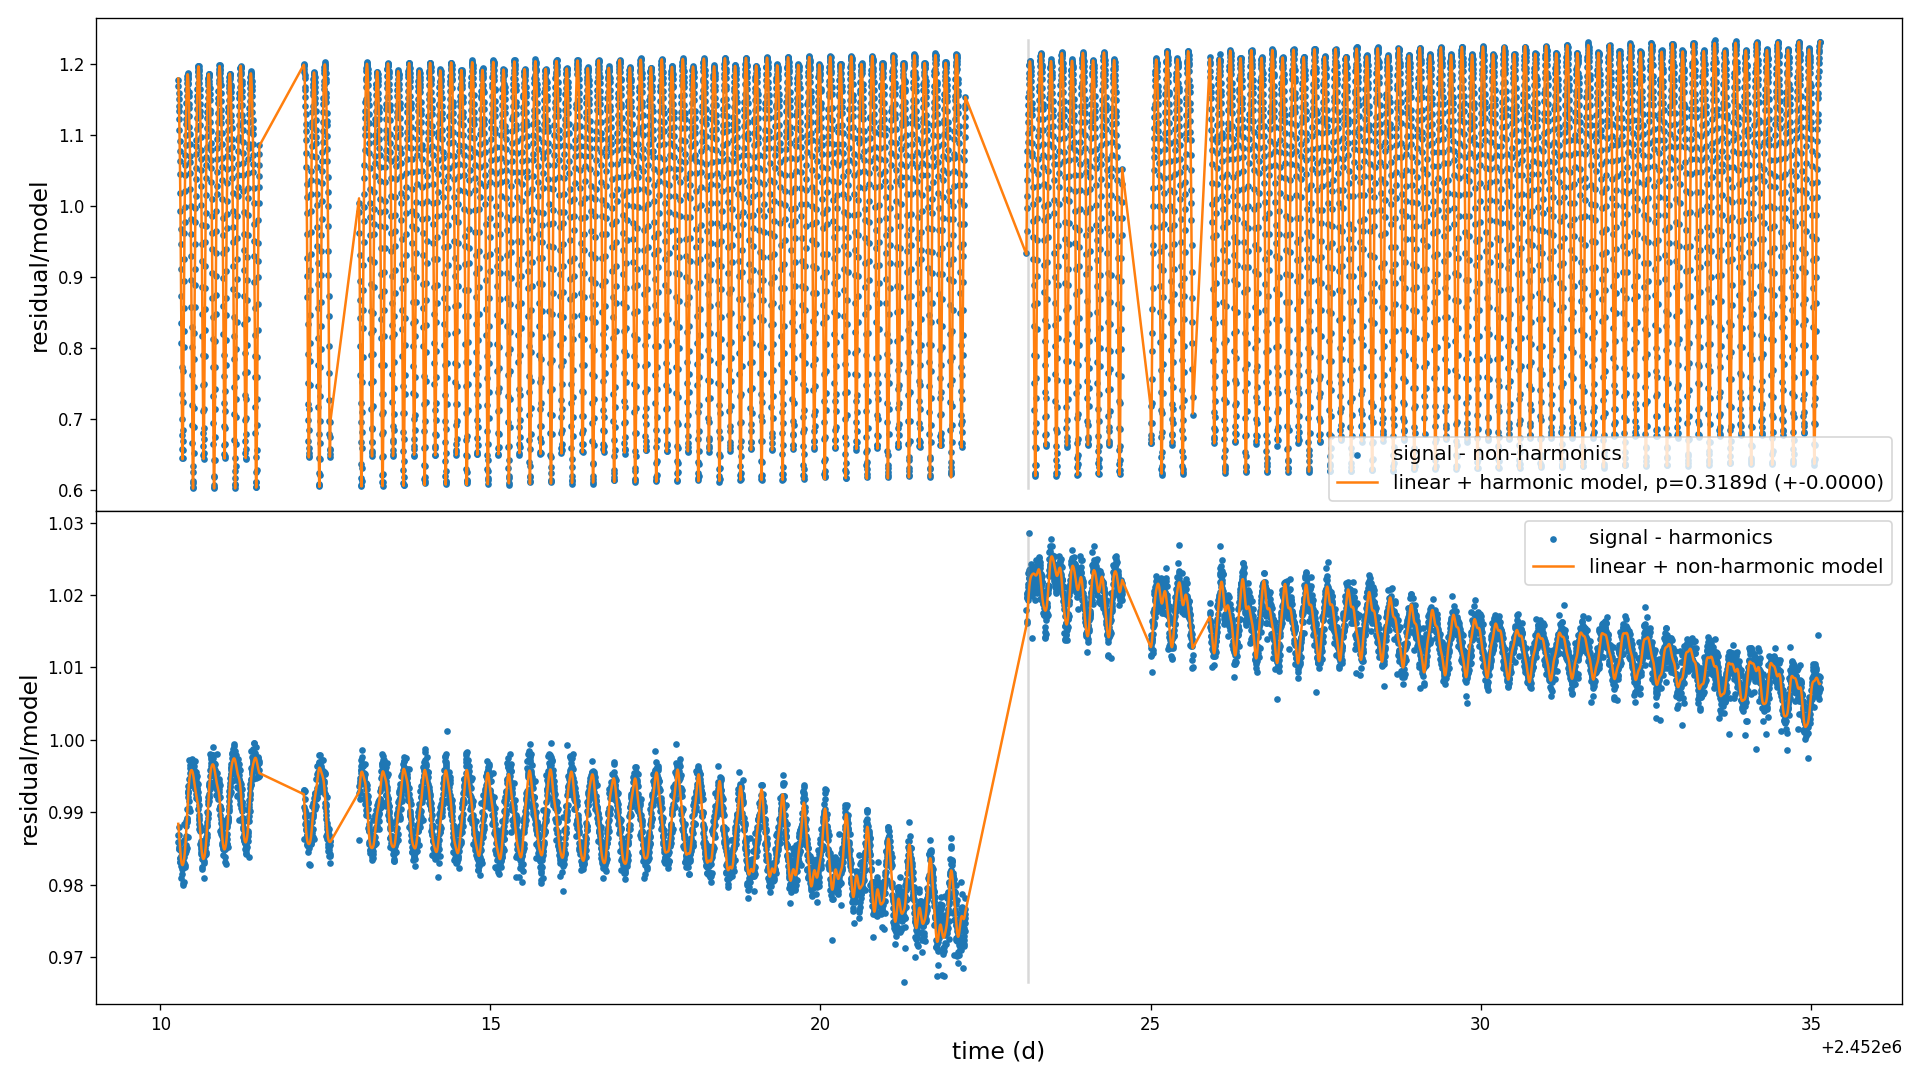 1.2
1.1
1.0
0.9
0.8
0.7
0.6
residual/model
signal - non-harmonics
linear + harmonic model, p=0.3189d (+-0.0000)
1.03
1.02
1.01
1.00
0.99
0.98
0.97
residual/model
signal - harmonics
linear + non-harmonic model
10 15 20 25 30 35
time (d)
+2.452e6